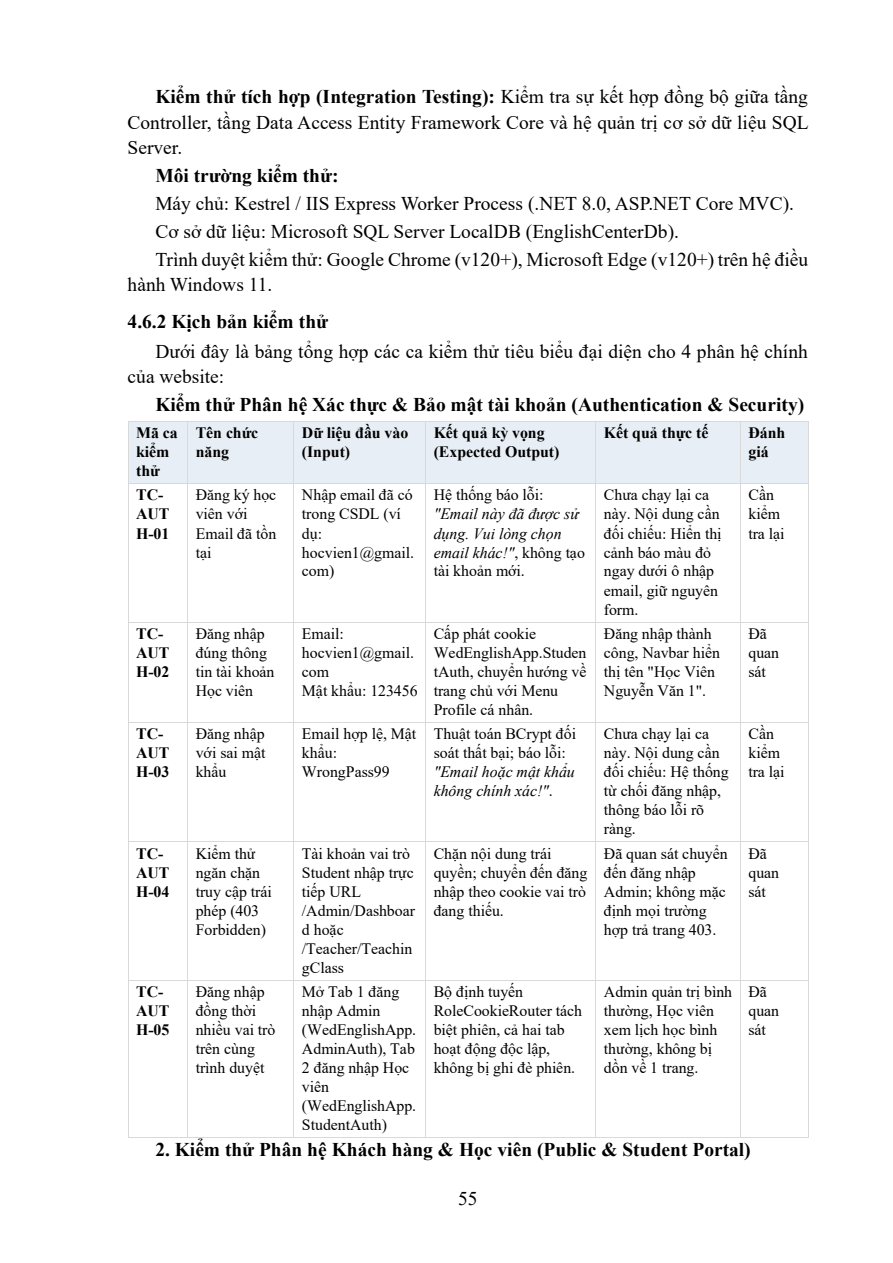 Kiểm thử tích hợp (Integration Testing): Kiểm tra sự kết hợp đồng bộ giữa tầng
Controller, tầng Data Access Entity Framework Core và hệ quản trị cơ sở dữ liệu SQL
Server.
Môi trường kiểm thử:
Máy chủ: Kestrel / IIS Express Worker Process (.NET 8.0, ASP.NET Core MVC).
Cơ sở dữ liệu: Microsoft SQL Server LocalDB (EnglishCenterDb).
Trình duyệt kiểm thử: Google Chrome (v120+), Microsoft Edge (v120+) trên hệ điều
hành Windows 11.
4.6.2 Kịch bản kiểm thử
Dưới đây là bảng tổng hợp các ca kiểm thử tiêu biểu đại diện cho 4 phân hệ chính
của website:
Kiểm thử Phân hệ Xác thực & Bảo mật tài khoản (Authentication & Security)
Mã ca
kiểm
thử
Tên chức
năng
Dữ liệu đầu vào
(Input)
Kết quả kỳ vọng
(Expected Output)
Kết quả thực tế
Đánh
giá
TC-
AUT
H-01
Đăng ký học
viên với
Email đã tồn
tại
Nhập email đã có
trong CSDL (ví
dụ:
hocvien1@gmail.
com)
Hệ thống báo lỗi:
"Email này đã được sử
dụng. Vui lòng chọn
email khác!", không tạo
tài khoản mới.
Chưa chạy lại ca
này. Nội dung cần
đối chiếu: Hiển thị
cảnh báo màu đỏ
ngay dưới ô nhập
email, giữ nguyên
form.
Cần
kiểm
tra lại
TC-
AUT
H-02
Đăng nhập
đúng thông
tin tài khoản
Học viên
Email:
hocvien1@gmail.
com
Mật khẩu: 123456
Cấp phát cookie
WedEnglishApp.Studen
tAuth, chuyển hướng về
trang chủ với Menu
Profile cá nhân.
Đăng nhập thành
công, Navbar hiển
thị tên "Học Viên
Nguyễn Văn 1".
Đã
quan
sát
TC-
AUT
H-03
Đăng nhập
với sai mật
khẩu
Email hợp lệ, Mật
khẩu:
WrongPass99
Thuật toán BCrypt đối
soát thất bại; báo lỗi:
"Email hoặc mật khẩu
không chính xác!".
Chưa chạy lại ca
này. Nội dung cần
đối chiếu: Hệ thống
từ chối đăng nhập,
thông báo lỗi rõ
ràng.
Cần
kiểm
tra lại
TC-
AUT
H-04
Kiểm thử
ngăn chặn
truy cập trái
phép (403
Forbidden)
Tài khoản vai trò
Student nhập trực
tiếp URL
/Admin/Dashboar
d hoặc
/Teacher/Teachin
gClass
Chặn nội dung trái
quyền; chuyển đến đăng
nhập theo cookie vai trò
đang thiếu.
Đã quan sát chuyển
đến đăng nhập
Admin; không mặc
định mọi trường
hợp trả trang 403.
Đã
quan
sát
TC-
AUT
H-05
Đăng nhập
đồng thời
nhiều vai trò
trên cùng
trình duyệt
Mở Tab 1 đăng
nhập Admin
(WedEnglishApp.
AdminAuth), Tab
2 đăng nhập Học
viên
(WedEnglishApp.
StudentAuth)
Bộ định tuyến
RoleCookieRouter tách
biệt phiên, cả hai tab
hoạt động độc lập,
không bị ghi đè phiên.
Admin quản trị bình
thường, Học viên
xem lịch học bình
thường, không bị
dồn về 1 trang.
Đã
quan
sát
2. Kiểm thử Phân hệ Khách hàng & Học viên (Public & Student Portal)
55